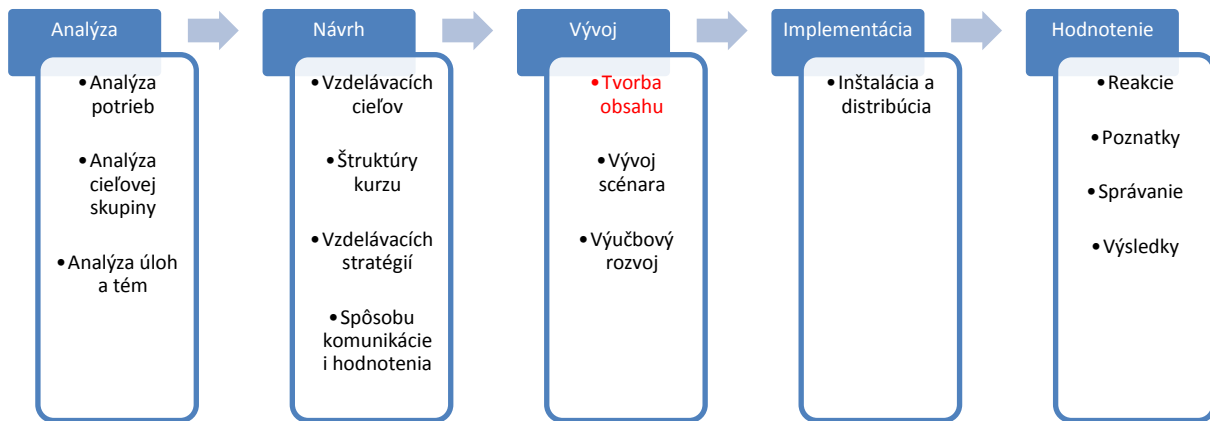 Analýza
•Analýza
potrieb
•Analýza
cieľovej
skupiny
•Analýza úloh
a tém
Návrh
•Vzdelávacích
cieľov
•Štruktúry
kurzu
•Vzdelávacích
stratégií
•Spôsobu
komunikácie
i hodnotenia
Vývoj
•Tvorba
obsahu
•Vývoj
scénara
•Výučbový
rozvoj
Implementácia
•Inštalácia a
distribúcia
Hodnotenie
•Reakcie
•Poznatky
•Správanie
•Výsledky